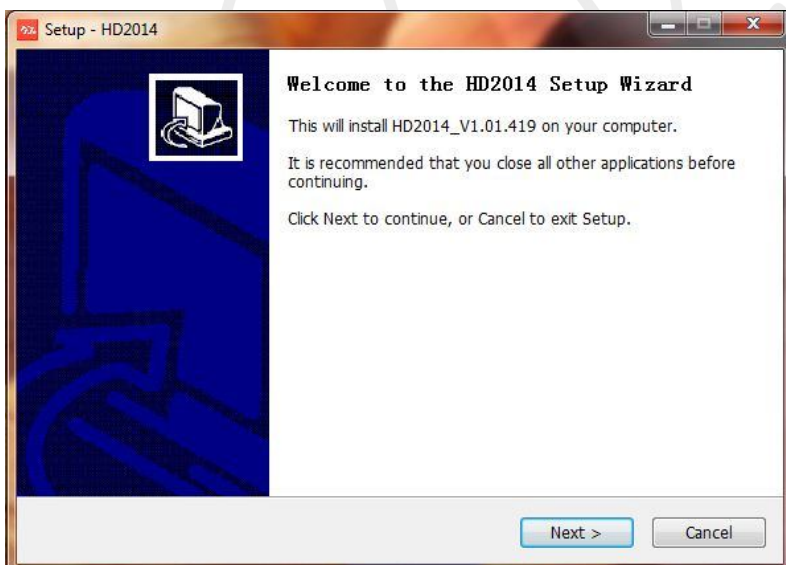 Setup - HD2014
Welcome to the HD2014 Setup Wizard
This will install HD2014_V1.01.419 on your computer.
It is recommended that you close all other applications before
continuing.
Click Next to continue, or Cancel to exit Setup.
Next >
Cancel